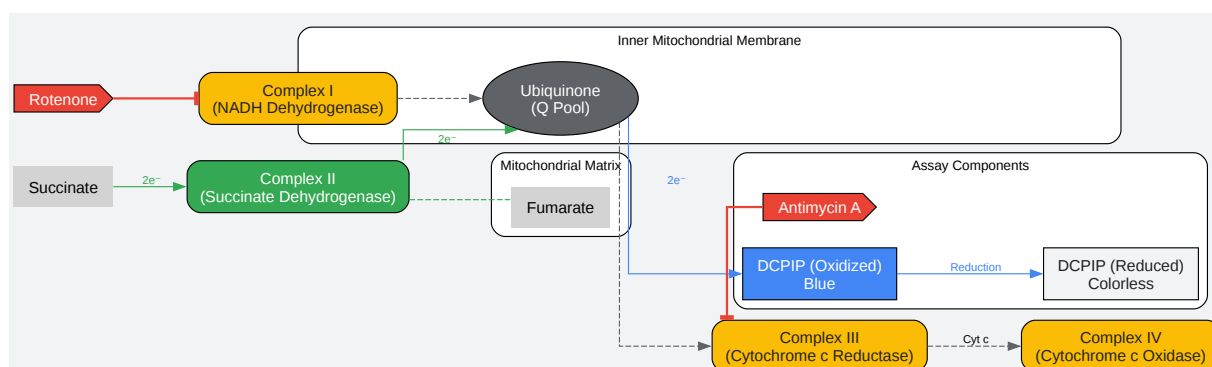 Inner Mitochondrial Membrane
Rotenone
Complex I
(NADH Dehydrogenase)
Ubiquinone
(Q Pool)
2e⁻
Succinate
2e⁻
Complex II
(Succinate Dehydrogenase)
Mitochondrial Matrix
Fumarate
2e⁻
Assay Components
Antimycin A
DCPIP (Oxidized)
Blue
Reduction
DCPIP (Reduced)
Colorless
Complex III
(Cytochrome c Reductase)
Cyt c
Complex IV
(Cytochrome c Oxidase)